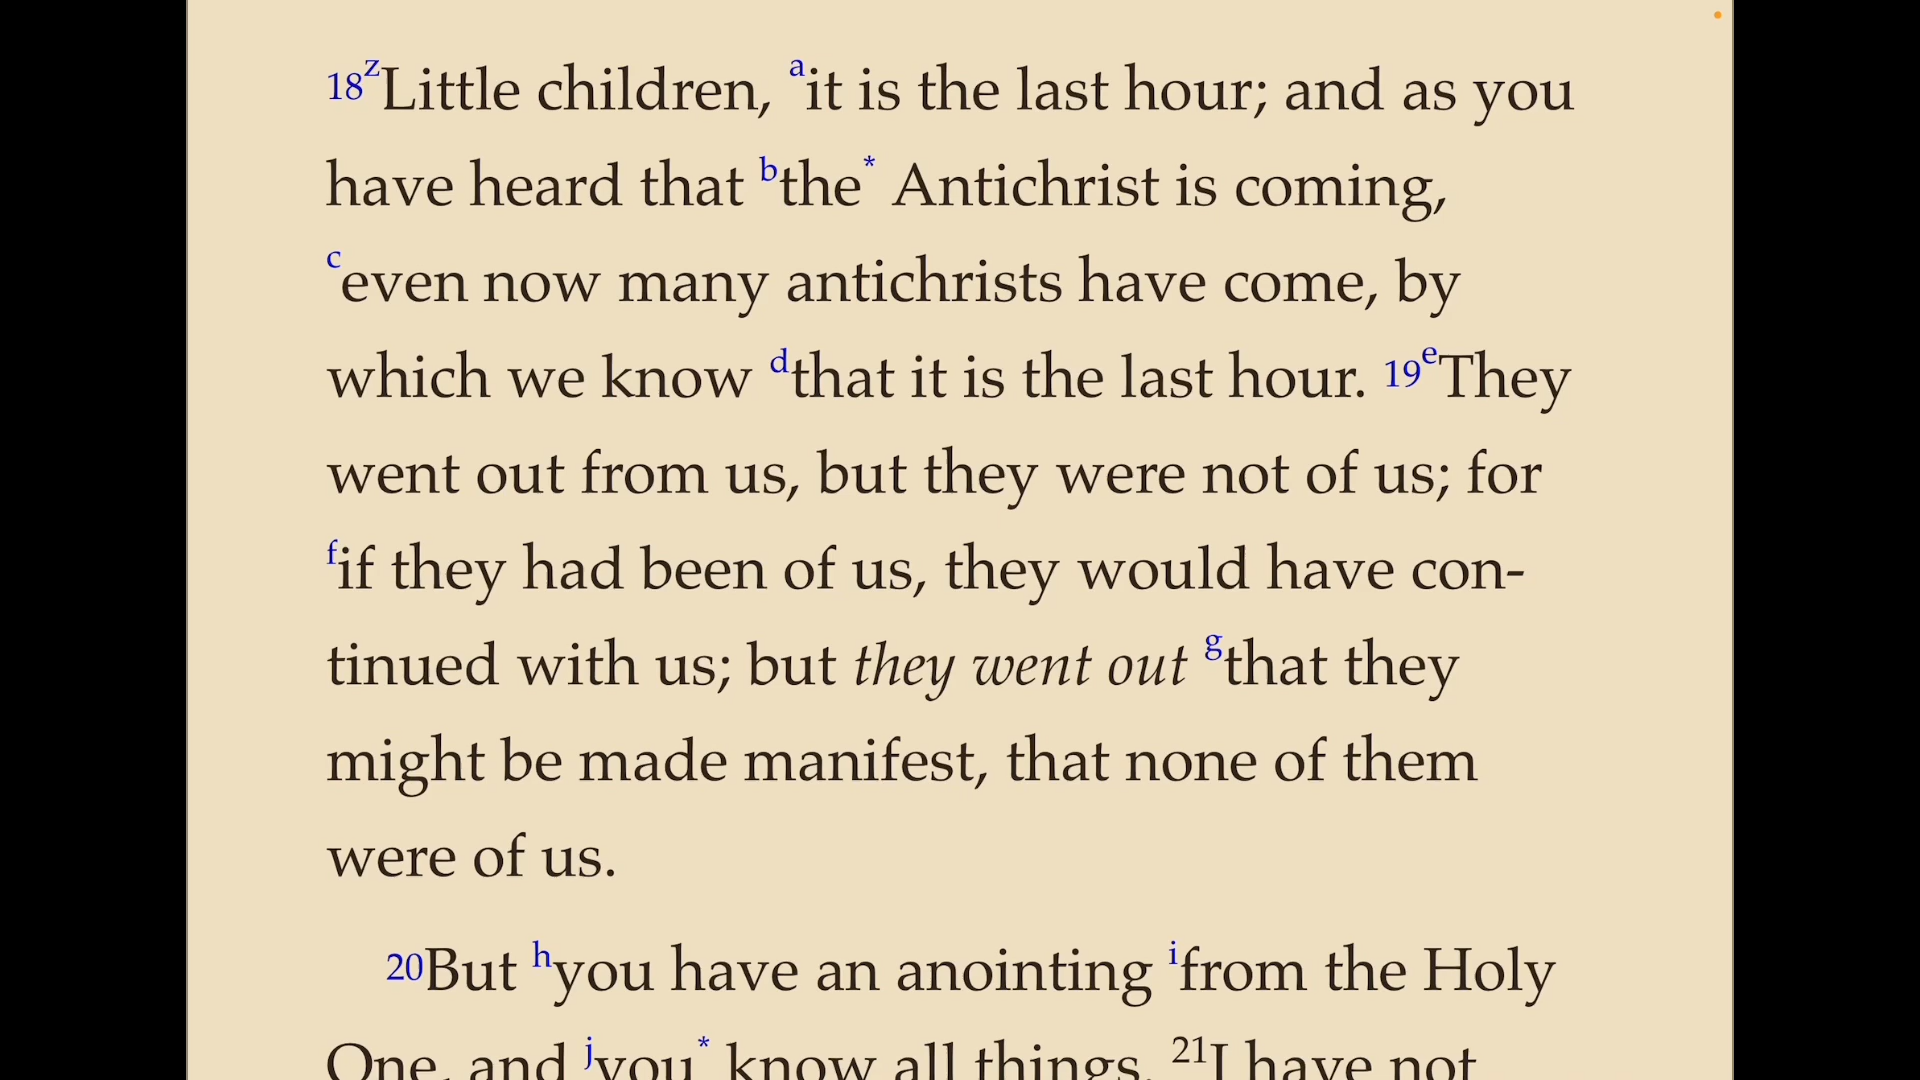 18zLittle children, ait is the last hour; and as you
have heard that bthe* Antichrist is coming,
ceven now many antichrists have come, by
which we know dthat it is the last hour. 19eThey
went out from us, but they were not of us; for
fif they had been of us, they would have con-
tinued with us; but they went out gthat they
might be made manifest, that none of them
were of us.
20But hyou have an anointing ifrom the Holy
One, and jyou* know all things. 21I have not